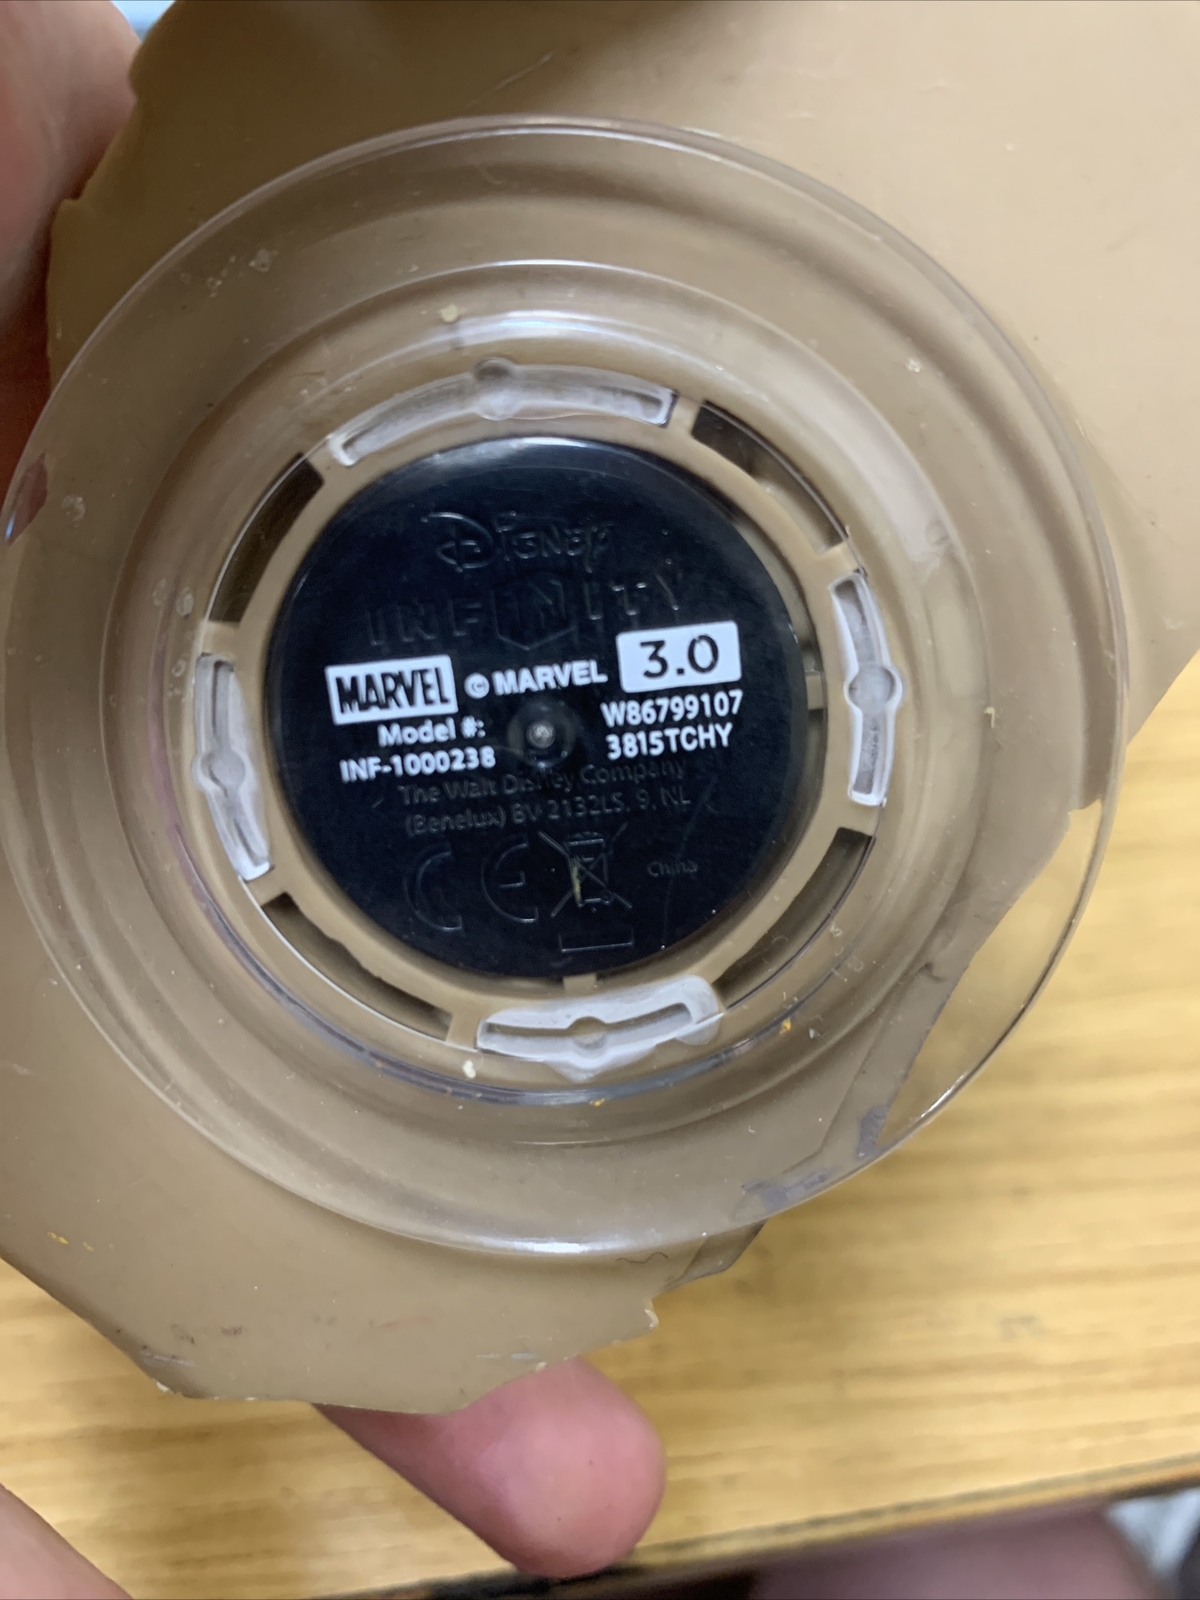 Disney
INFINITY
3.0
MARVEL © MARVEL
Model #:
INF-1000238
W86799107
3815TCHY
The Walt Disney Company
(Benelux) BV 2132LS, 9, NL
CE
China